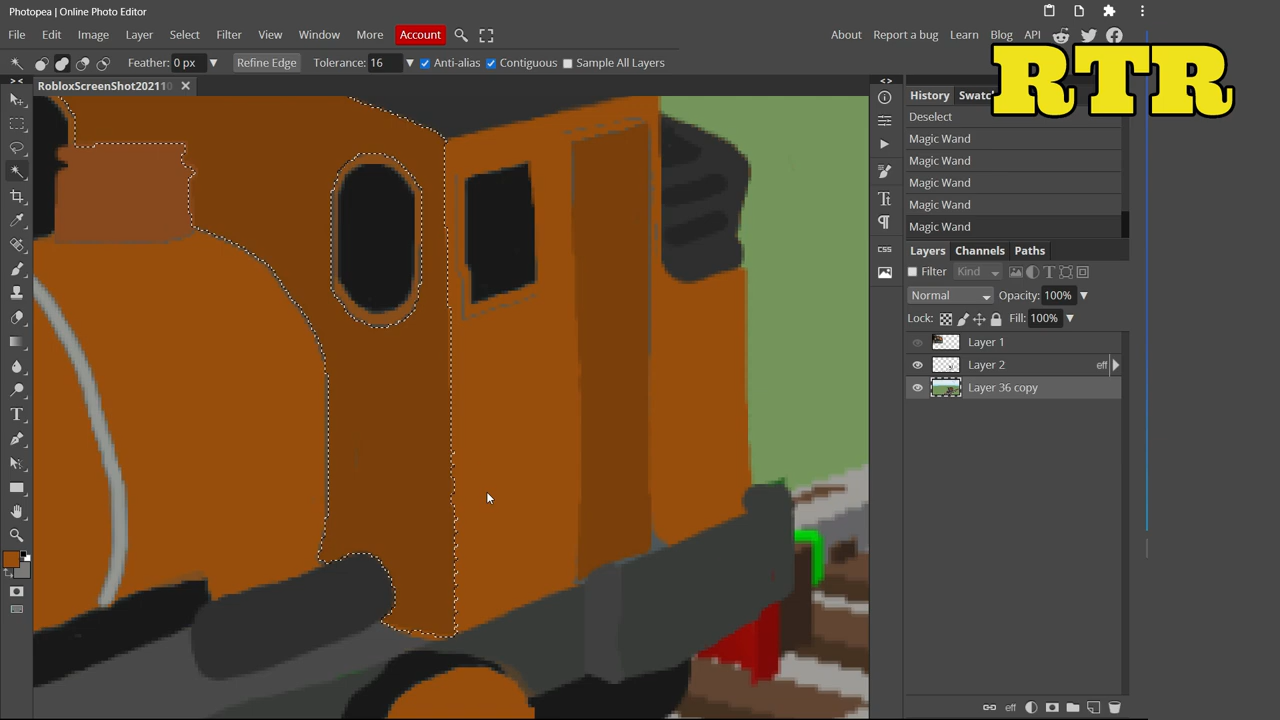 Photopea | Online Photo Editor
File Edit Image Layer Select Filter View Window More Account
About Report a bug Learn Blog API
RTR
Feather: 0 px Refine Edge Tolerance: 16 Anti-alias Contiguous Sample All Layers
RobloxScreenShot202110
History Swatc
Deselect
Magic Wand
Magic Wand
Magic Wand
Magic Wand
Magic Wand
Layers Channels Paths
Filter Kind
Normal Opacity: 100%
Lock: Fill: 100%
Layer 1
Layer 2 eff
Layer 36 copy
css
eff